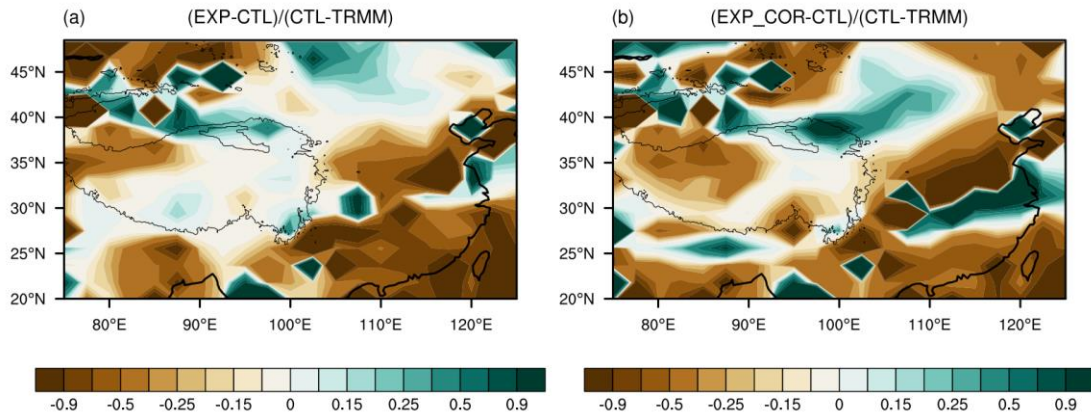 (a) (EXP-CTL)/(CTL-TRMM)
(b) (EXP_COR-CTL)/(CTL-TRMM)
45°N
40°N
35°N
30°N
25°N
20°N
80°E 90°E 100°E 110°E 120°E
45°N
40°N
35°N
30°N
25°N
20°N
80°E 90°E 100°E 110°E 120°E
-0.9 -0.5 -0.25 -0.15 0 0.15 0.25 0.5 0.9
-0.9 -0.5 -0.25 -0.15 0 0.15 0.25 0.5 0.9